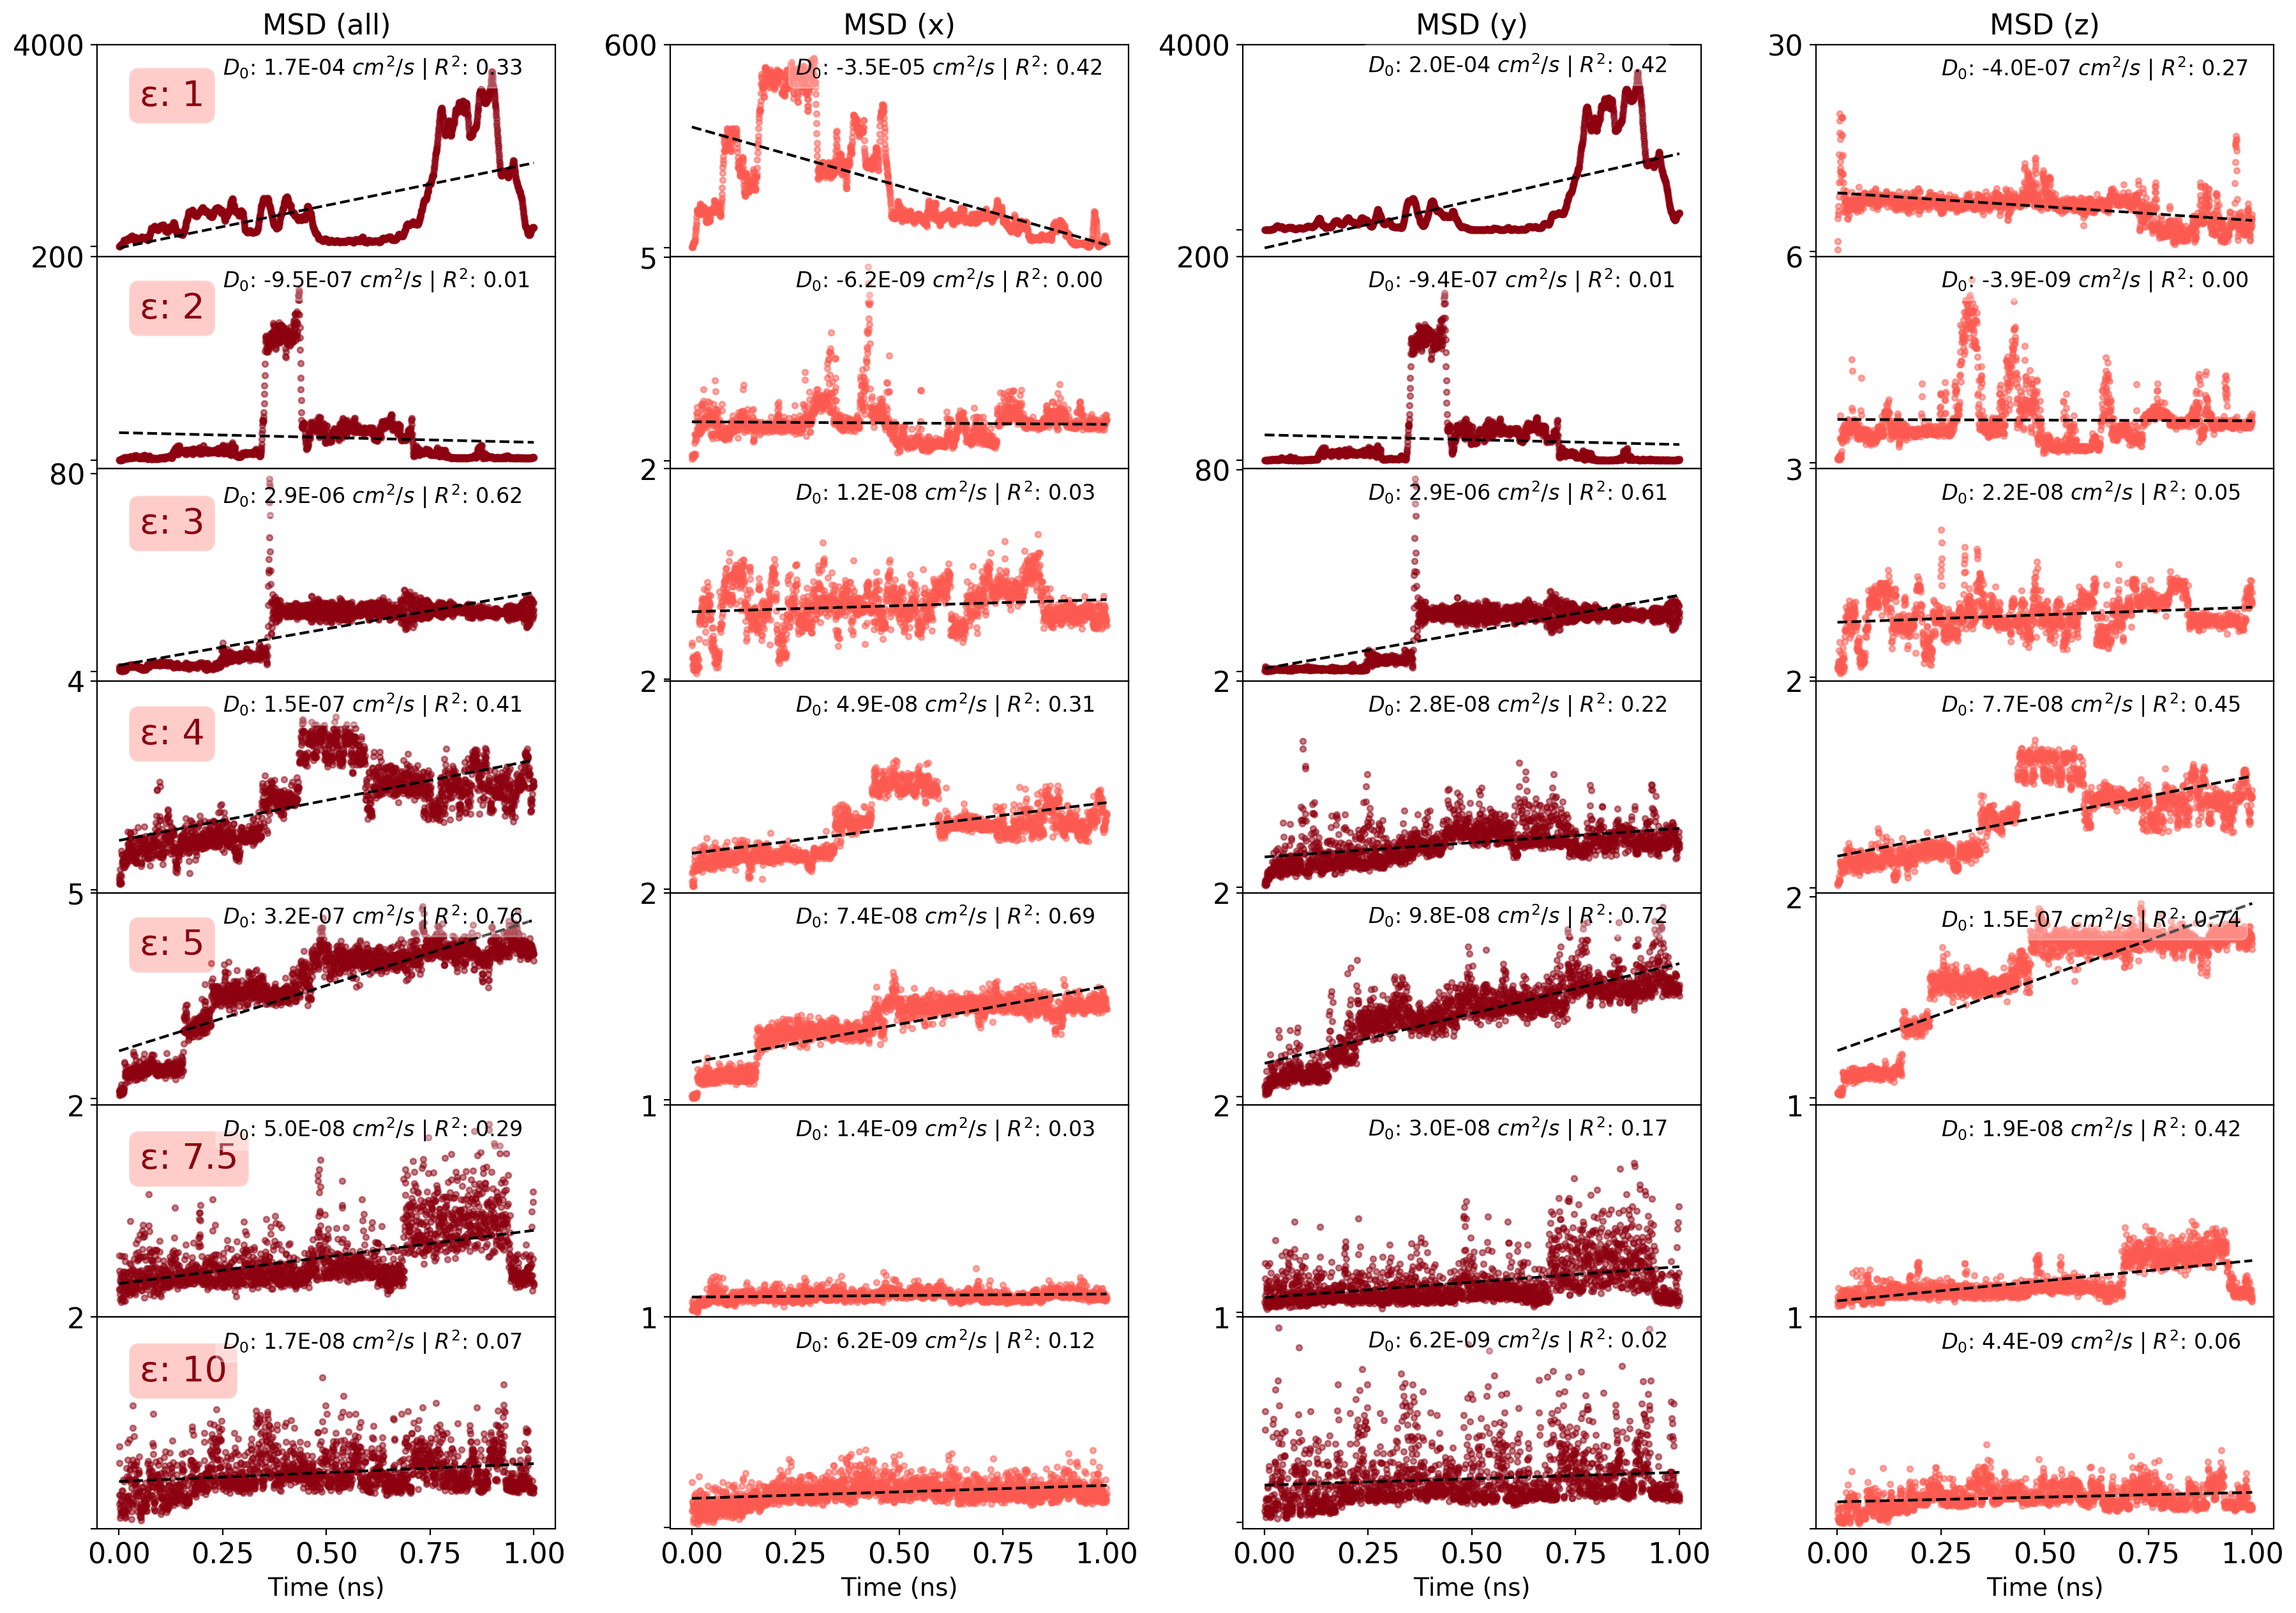 MSD (all) MSD (x) MSD (y) MSD (z)
4000 600 4000 30
D₀: 1.7E-04 cm²/s | R²: 0.33 D₀: -3.5E-05 cm²/s | R²: 0.42 D₀: 2.0E-04 cm²/s | R²: 0.42 D₀: -4.0E-07 cm²/s | R²: 0.27
ε: 1
200 5 200 6
D₀: -9.5E-07 cm²/s | R²: 0.01 D₀: -6.2E-09 cm²/s | R²: 0.00 D₀: -9.4E-07 cm²/s | R²: 0.01 D₀: -3.9E-09 cm²/s | R²: 0.00
ε: 2
80 2 80 3
D₀: 2.9E-06 cm²/s | R²: 0.62 D₀: 1.2E-08 cm²/s | R²: 0.03 D₀: 2.9E-06 cm²/s | R²: 0.61 D₀: 2.2E-08 cm²/s | R²: 0.05
ε: 3
4 2 2 2
D₀: 1.5E-07 cm²/s | R²: 0.41 D₀: 4.9E-08 cm²/s | R²: 0.31 D₀: 2.8E-08 cm²/s | R²: 0.22 D₀: 7.7E-08 cm²/s | R²: 0.45
ε: 4
5 2 2 2
D₀: 3.2E-07 cm²/s | R²: 0.76 D₀: 7.4E-08 cm²/s | R²: 0.69 D₀: 9.8E-08 cm²/s | R²: 0.72 D₀: 1.5E-07 cm²/s | R²: 0.74
ε: 5
2 1 2 1
D₀: 5.0E-08 cm²/s | R²: 0.29 D₀: 1.4E-09 cm²/s | R²: 0.03 D₀: 3.0E-08 cm²/s | R²: 0.17 D₀: 1.9E-08 cm²/s | R²: 0.42
ε: 7.5
2 1 1 1
D₀: 1.7E-08 cm²/s | R²: 0.07 D₀: 6.2E-09 cm²/s | R²: 0.12 D₀: 6.2E-09 cm²/s | R²: 0.02 D₀: 4.4E-09 cm²/s | R²: 0.06
ε: 10
0.00 0.25 0.50 0.75 1.00 0.00 0.25 0.50 0.75 1.00 0.00 0.25 0.50 0.75 1.00 0.00 0.25 0.50 0.75 1.00
Time (ns) Time (ns) Time (ns) Time (ns)